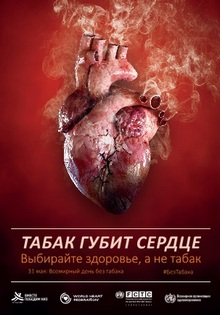 ТАБАК ГУБИТ СЕРДЦЕ
Выбирайте здоровье, а не табак
31 мая: Всемирный день без табака #БезТабака
WORLD HEART
FEDERATION
FCTC